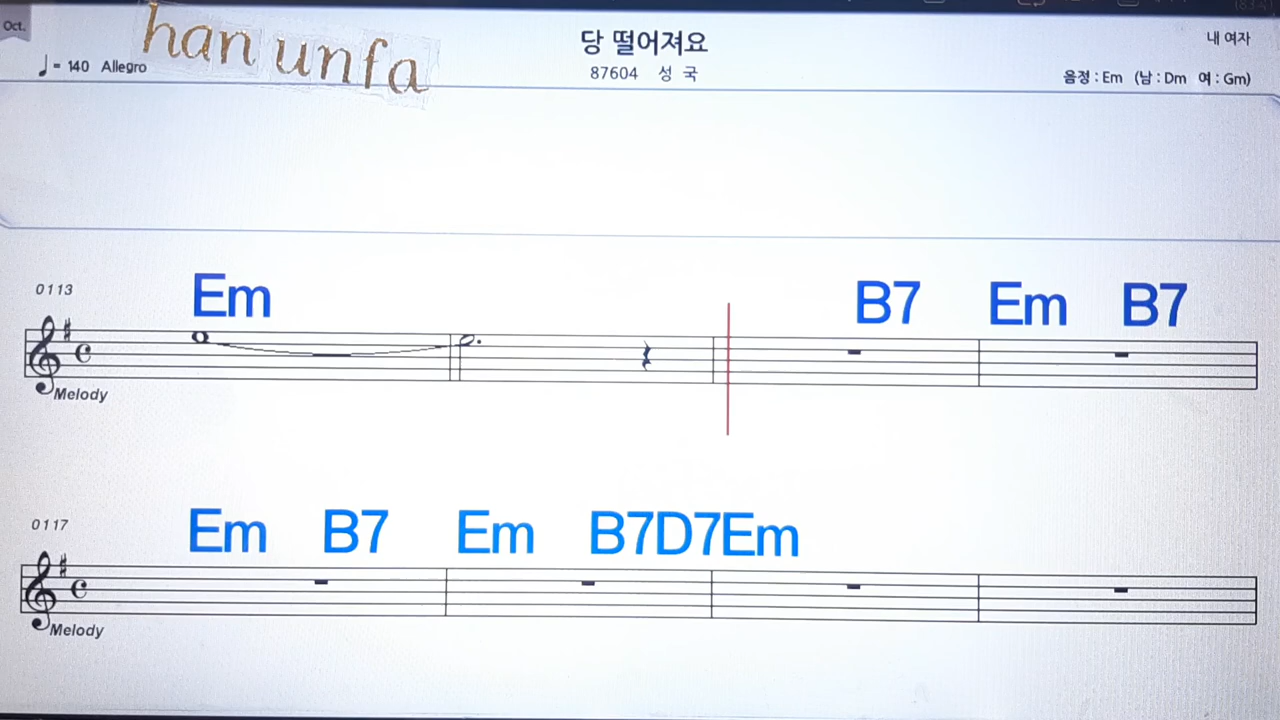 Oct.
han unfa
♩= 140 Allegro
당 떨어져요
87604 성 국
내 여자
음정 : Em (남 : Dm 여 : Gm)
0113
Em B7 Em B7
Melody
0117
Em B7 Em B7D7Em
Melody